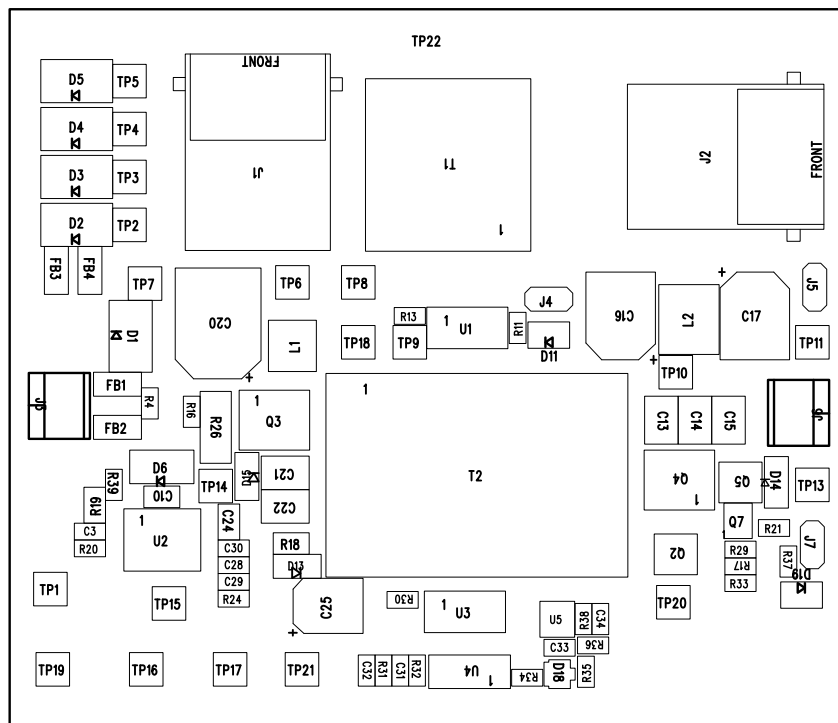 TP22
D5
TP5
FRONT
D4
TP4
D3
TP3
J1
T1
J2
FRONT
D2
TP2
1
FB3
FB4
TP7
TP6
TP8
J4
J5
C20
C16
L2
C17
D1
R13
1
U1
R11
D11
L1
TP18
TP9
TP11
TP10
FB1
R4
FB2
R16
R26
1
Q3
1
C13
C14
C15
D6
TP14
C21
T2
Q4
1
Q5
D14
TP13
R39
C10
C22
R19
1
U2
C24
Q7
1
R21
J7
C3
R20
C30
C28
C29
R24
R18
D13
Q2
R29
R17
R33
R37
D19
TP1
TP15
C25
R30
1
U3
U5
R38
C34
TP20
C33
R36
TP19
TP16
TP17
TP21
C32
R31
C31
R32
U4
1
R34
D18
R35